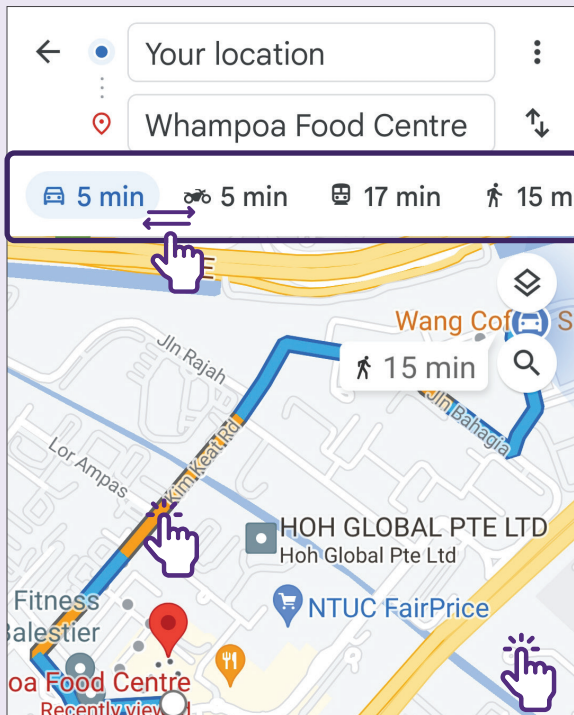 Your location
Whampoa Food Centre
5 min
5 min
17 min
15 m
E
Wang Cof
S
15 min
Jln Rajah
Jln Bahagia
Kim Keat Rd
Lor Ampas
HOH GLOBAL PTE LTD
Hoh Global Pte Ltd
NTUC FairPrice
Fitness
Balestier
oa Food Centre
Recently view d